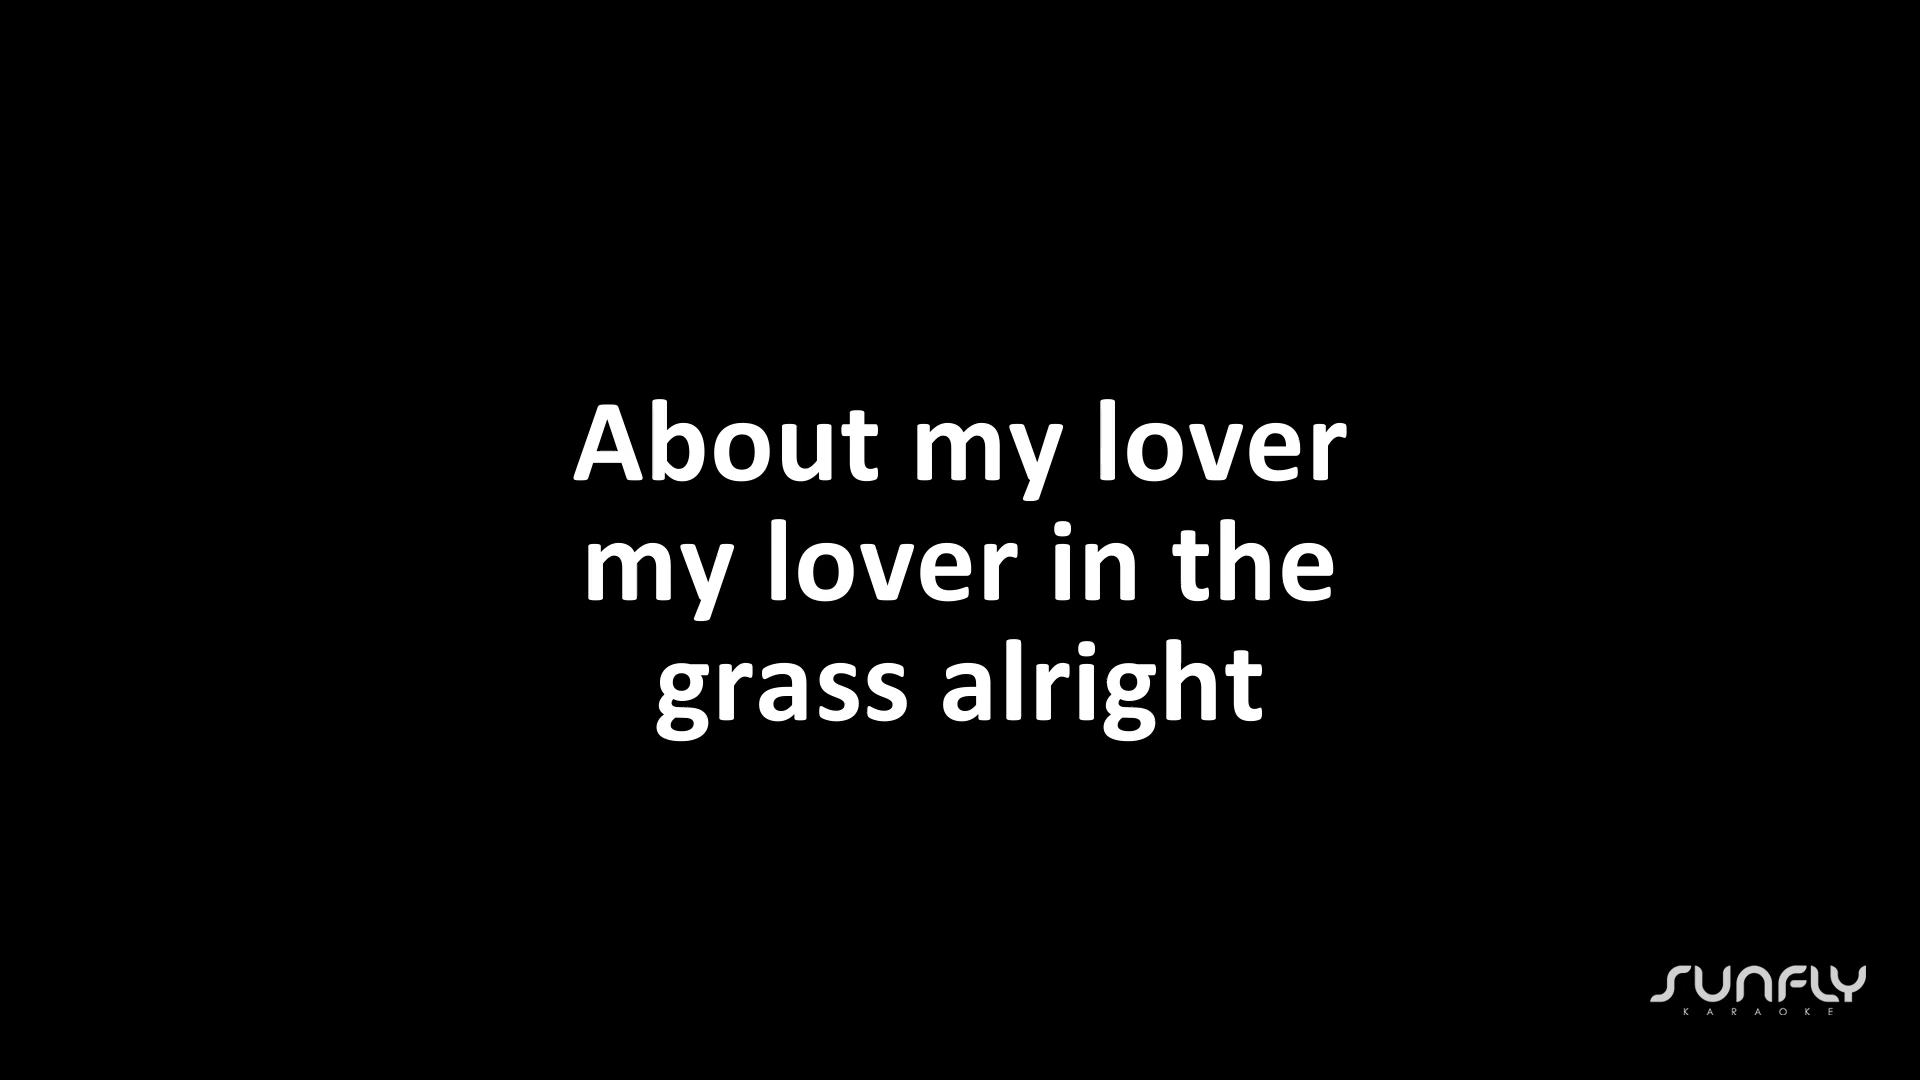 About my lover
my lover in the
grass alright
SUNFLY
KARAOKE